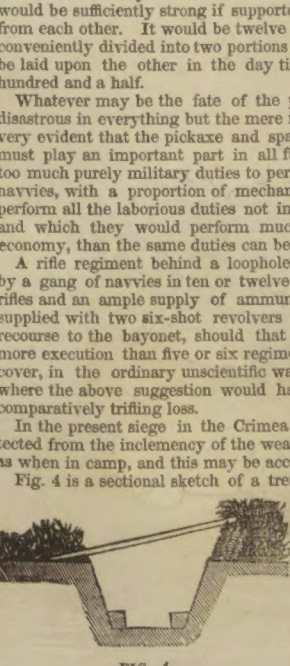 would be sufficiently strong if supporte
from each other. It would be twelve
conveniently divided into two portions
be laid upon the other in the day ti
hundred and a half.
Whatever may be the fate of the
disastrous in everything but the mere
very evident that the pickaxe and spa
must play an important part in all f
too much purely military duties to per
navvies, with a proportion of mechan
perform all the laborious duties not in
and which they would perform muc
economy, than the same duties can be
A rifle regiment behind a loophole
by a gang of navvies in ten or twelve
rifles and an ample supply of ammun
supplied with two six-shot revolvers
recourse to the bayonet, should that
more execution than five or six regime
cover, in the ordinary unscientific wa
where the above suggestion would ha
comparatively trifling loss.
In the present siege in the Crimea
tected from the inclemency of the wea
as when in camp, and this may be acc
Fig. 4 is a sectional sketch of a tre